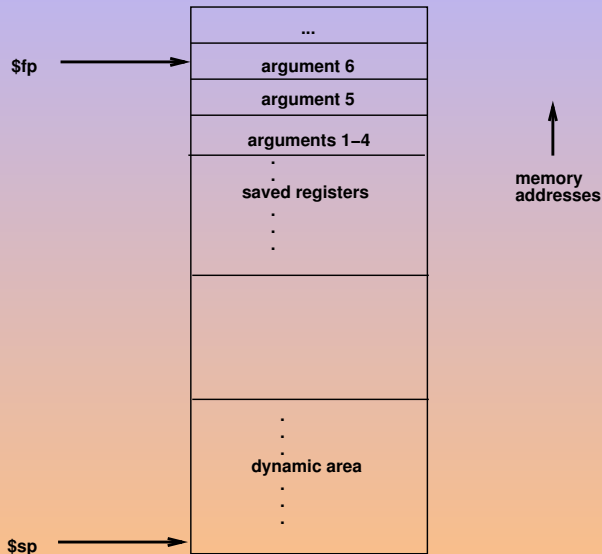 ...
$fp
argument 6
argument 5
arguments 1−4
saved registers
memory
addresses
dynamic area
$sp